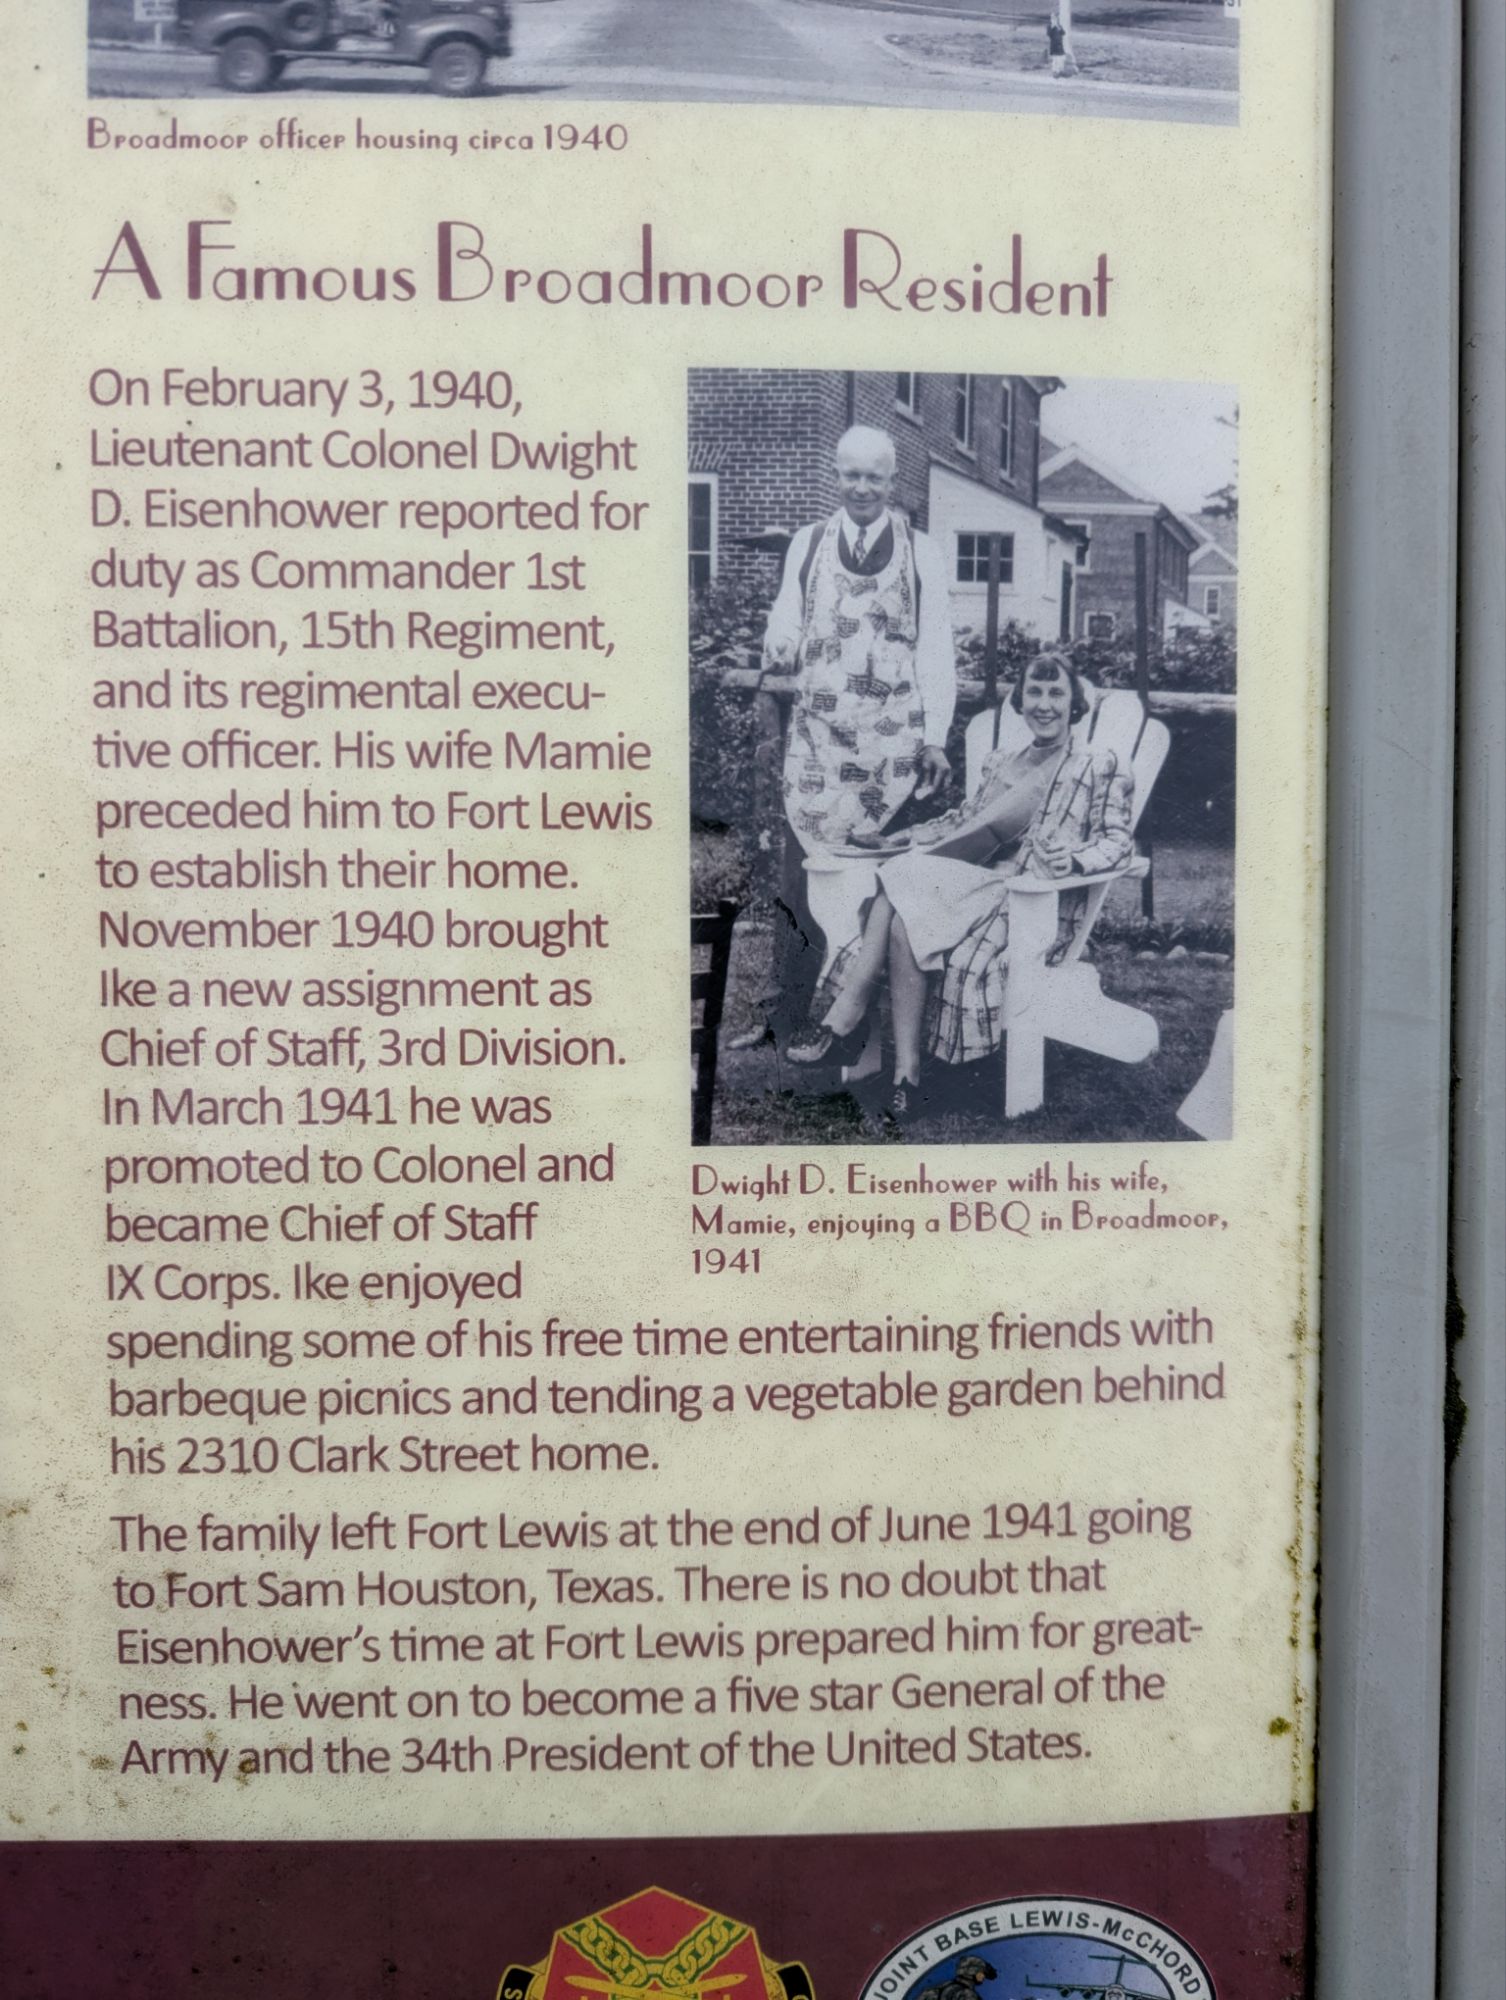 Broadmoor officer housing circa 1940
A Famous Broadmoor Resident
On February 3, 1940,
Lieutenant Colonel Dwight
D. Eisenhower reported for
duty as Commander 1st
Battalion, 15th Regiment,
and its regimental execu-
tive officer. His wife Mamie
preceded him to Fort Lewis
to establish their home.
November 1940 brought
Ike a new assignment as
Chief of Staff, 3rd Division.
In March 1941 he was
promoted to Colonel and
became Chief of Staff
IX Corps. Ike enjoyed
spending some of his free time entertaining friends with
barbeque picnics and tending a vegetable garden behind
his 2310 Clark Street home.
Dwight D. Eisenhower with his wife,
Mamie, enjoying a BBQ in Broadmoor,
1941
The family left Fort Lewis at the end of June 1941 going
to Fort Sam Houston, Texas. There is no doubt that
Eisenhower's time at Fort Lewis prepared him for great-
ness. He went on to become a five star General of the
Army and the 34th President of the United States.
JOINT BASE LEWIS-McCHORD